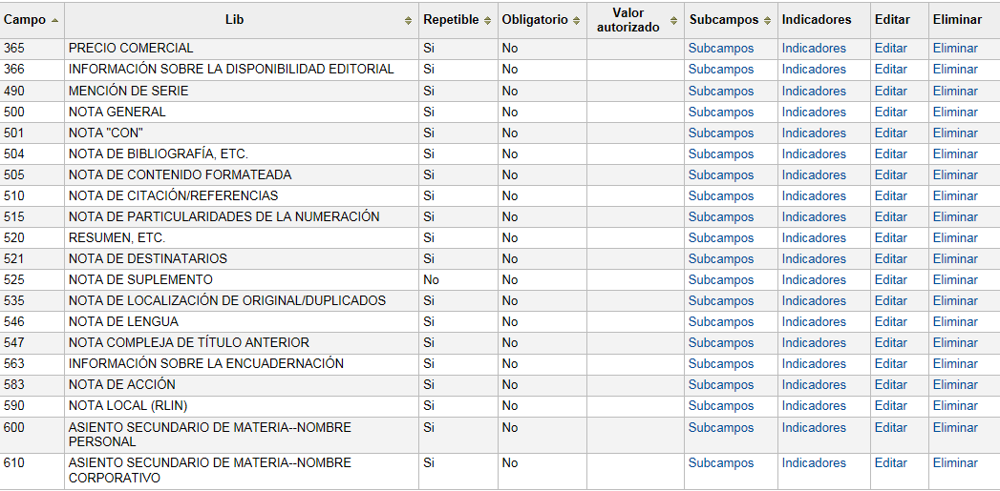 Campo Lib Repetible Obligatorio Valor autorizado Subcampos Indicadores Editar Eliminar
365 PRECIO COMERCIAL Si No Subcampos Indicadores Editar Eliminar
366 INFORMACIÓN SOBRE LA DISPONIBILIDAD EDITORIAL Si No Subcampos Indicadores Editar Eliminar
490 MENCIÓN DE SERIE Si No Subcampos Indicadores Editar Eliminar
500 NOTA GENERAL Si No Subcampos Indicadores Editar Eliminar
501 NOTA "CON" Si No Subcampos Indicadores Editar Eliminar
504 NOTA DE BIBLIOGRAFÍA, ETC. Si No Subcampos Indicadores Editar Eliminar
505 NOTA DE CONTENIDO FORMATEADA Si No Subcampos Indicadores Editar Eliminar
510 NOTA DE CITACIÓN/REFERENCIAS Si No Subcampos Indicadores Editar Eliminar
515 NOTA DE PARTICULARIDADES DE LA NUMERACIÓN Si No Subcampos Indicadores Editar Eliminar
520 RESUMEN, ETC. Si No Subcampos Indicadores Editar Eliminar
521 NOTA DE DESTINATARIOS Si No Subcampos Indicadores Editar Eliminar
525 NOTA DE SUPLEMENTO No No Subcampos Indicadores Editar Eliminar
535 NOTA DE LOCALIZACIÓN DE ORIGINAL/DUPLICADOS Si No Subcampos Indicadores Editar Eliminar
546 NOTA DE LENGUA Si No Subcampos Indicadores Editar Eliminar
547 NOTA COMPLEJA DE TÍTULO ANTERIOR Si No Subcampos Indicadores Editar Eliminar
563 INFORMACIÓN SOBRE LA ENCUADERNACIÓN Si No Subcampos Indicadores Editar Eliminar
583 NOTA DE ACCIÓN Si No Subcampos Indicadores Editar Eliminar
590 NOTA LOCAL (RLIN) Si No Subcampos Indicadores Editar Eliminar
600 ASIENTO SECUNDARIO DE MATERIA--NOMBRE Si No Subcampos Indicadores Editar Eliminar
PERSONAL
610 ASIENTO SECUNDARIO DE MATERIA--NOMBRE Si No Subcampos Indicadores Editar Eliminar
CORPORATIVO